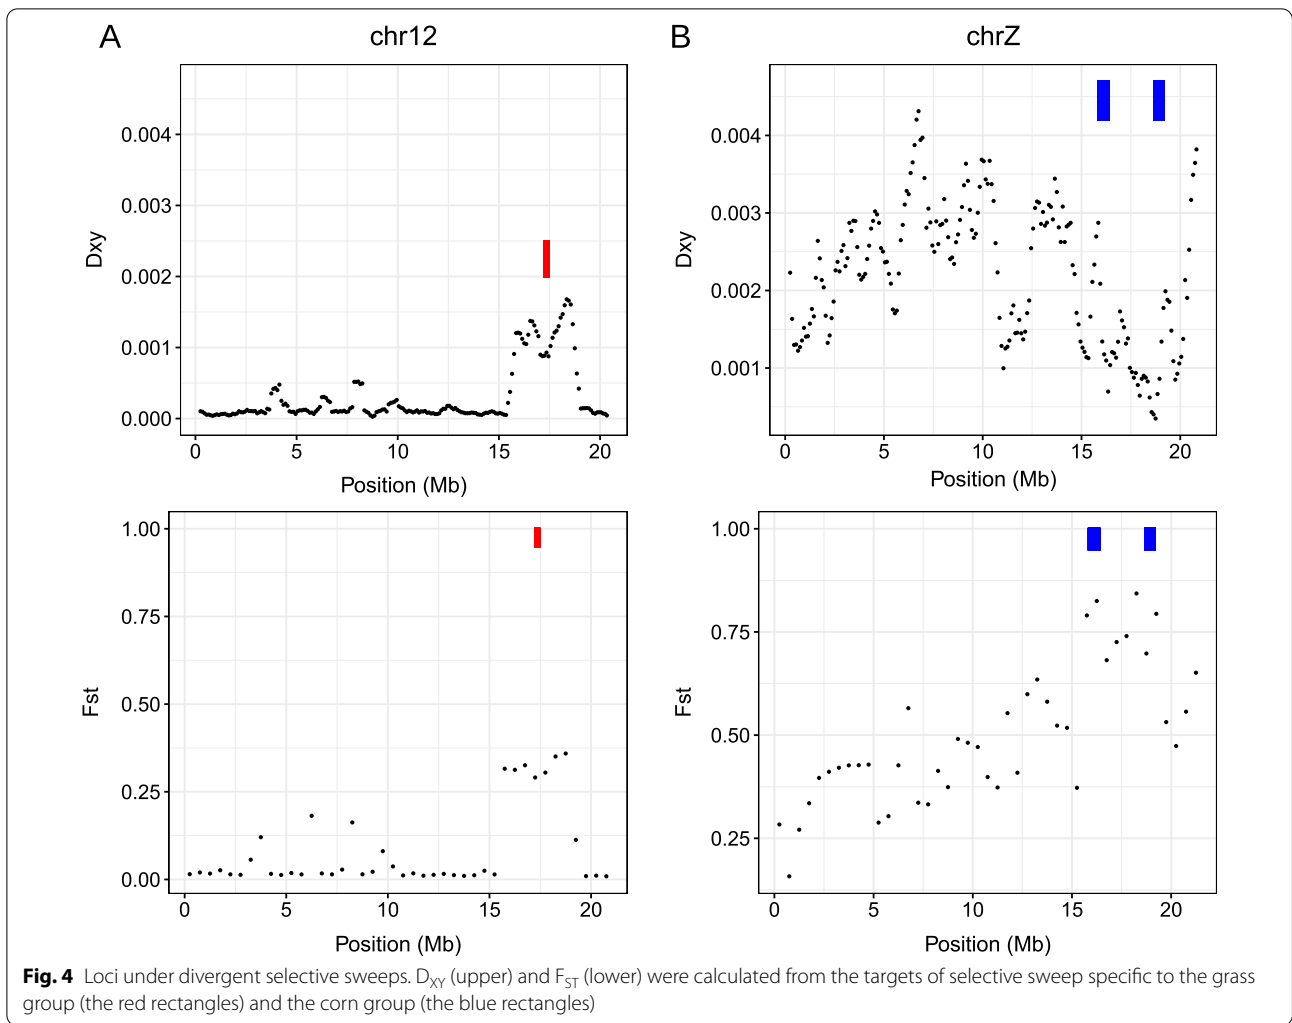 A
chr12
B
chrZ
0.004
0.003
0.002
0.001
0.000
Dxy
0
5
10
15
20
Position (Mb)
0.004
0.003
0.002
0.001
Dxy
0
5
10
15
20
Position (Mb)
1.00
0.75
0.50
0.25
0.00
Fst
0
5
10
15
20
Position (Mb)
1.00
0.75
0.50
0.25
Fst
0
5
10
15
20
Position (Mb)
Fig. 4 Loci under divergent selective sweeps. DXY (upper) and FST (lower) were calculated from the targets of selective sweep specific to the grass
group (the red rectangles) and the corn group (the blue rectangles)